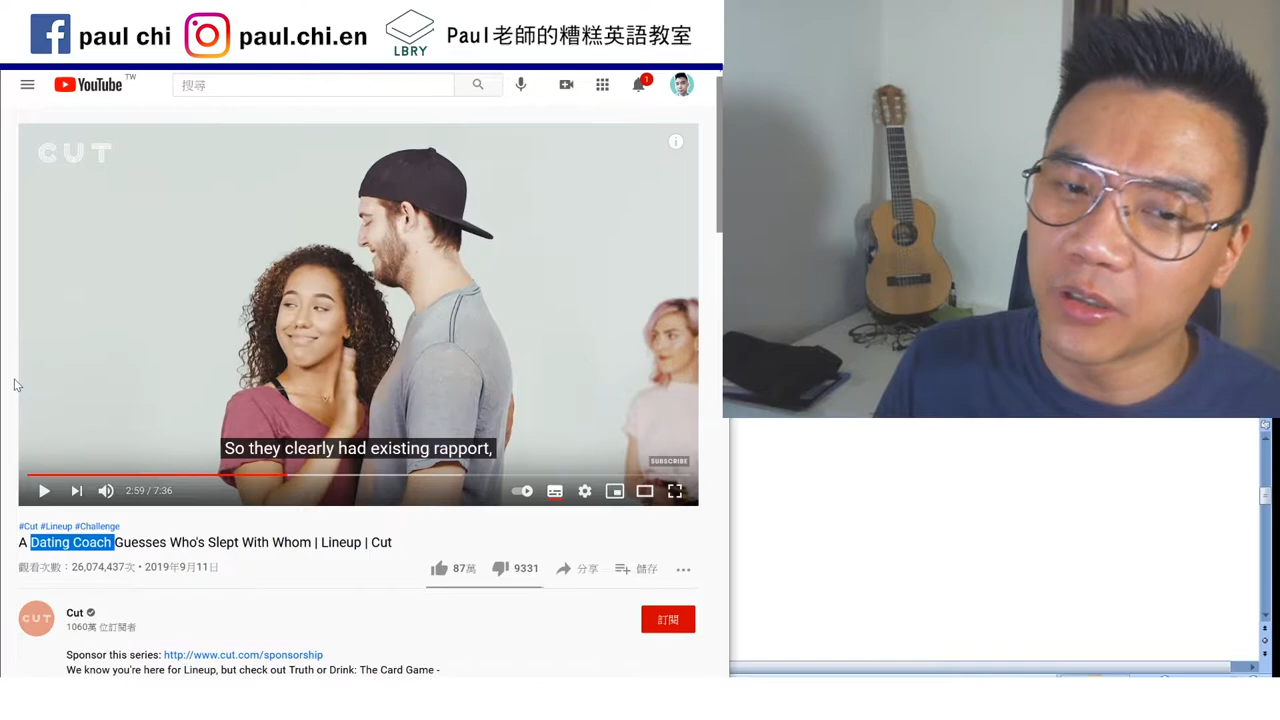 paul chi paul.chi.en LBRY Paul老師的糟糕英語教室
YouTube TW 搜尋 1
CUT
So they clearly had existing rapport,
SUBSCRIBE
2:59 / 7:36
#Cut #Lineup #Challenge
A Dating Coach Guesses Who's Slept With Whom | Lineup | Cut
觀看次數：26,074,437次 • 2019年9月11日 87萬 9331 分享 儲存
CUT Cut 訂閱
1060萬 位訂閱者
Sponsor this series: http://www.cut.com/sponsorship
We know you're here for Lineup, but check out Truth or Drink: The Card Game -